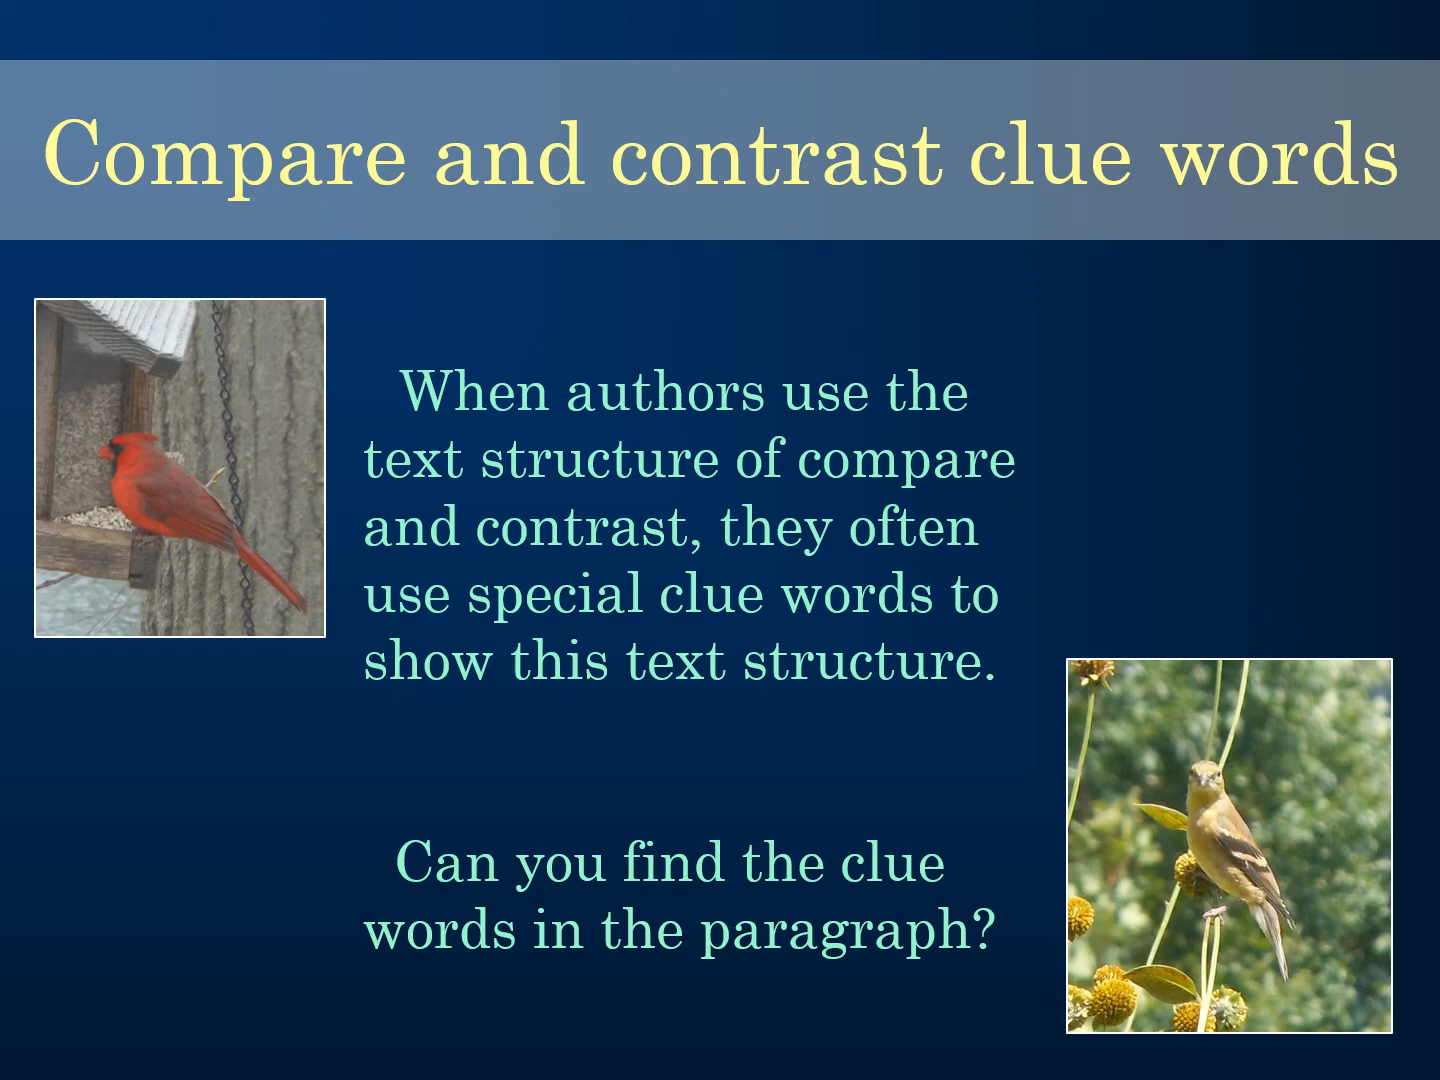 Compare and contrast clue words
When authors use the
text structure of compare
and contrast, they often
use special clue words to
show this text structure.
Can you find the clue
words in the paragraph?